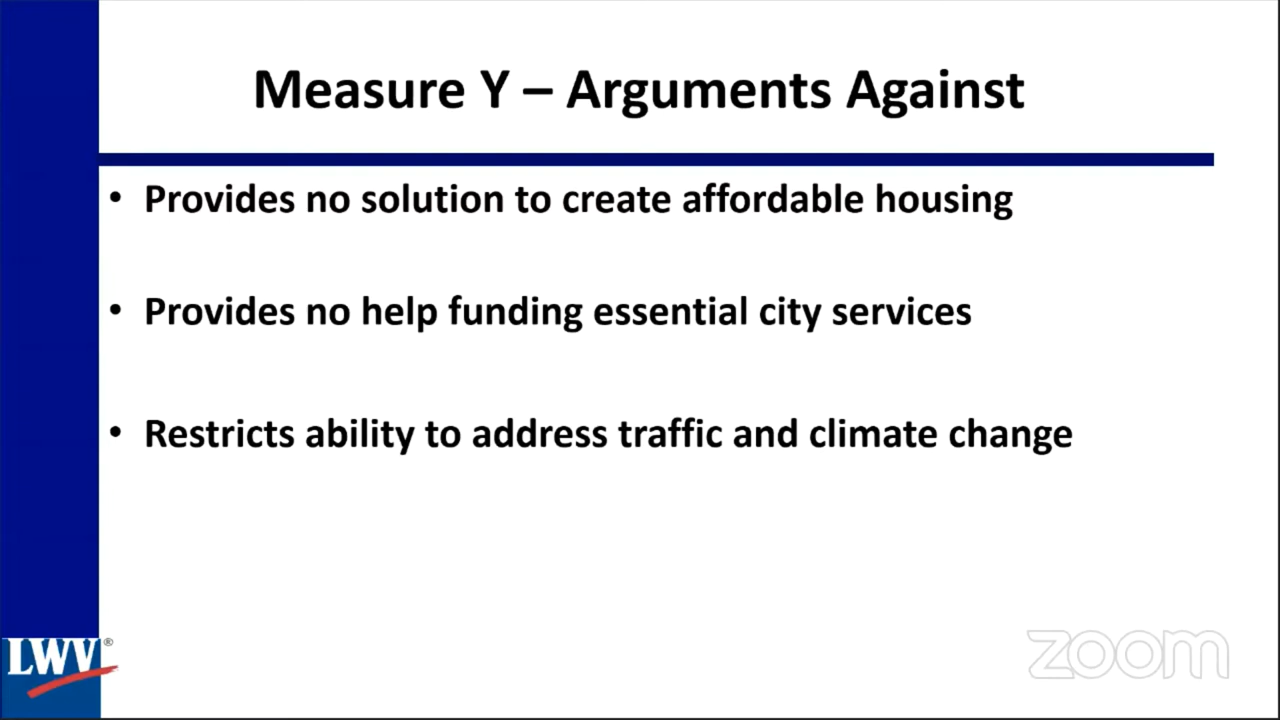 Measure Y – Arguments Against
• Provides no solution to create affordable housing
• Provides no help funding essential city services
• Restricts ability to address traffic and climate change
LWV®
zoom